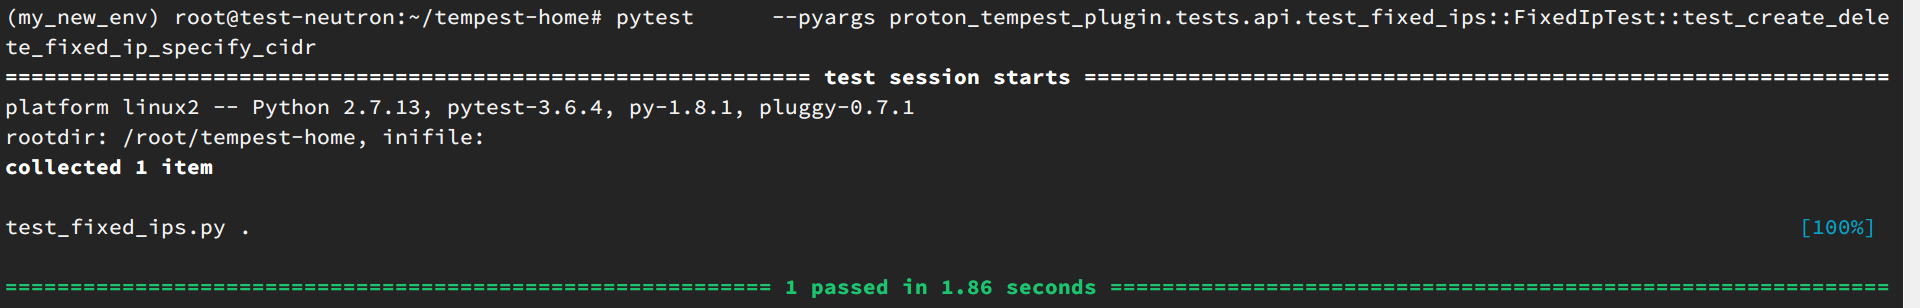 (my_new_env) root@test-neutron:~/tempest-home# pytest      --pyargs proton_tempest_plugin.tests.api.test_fixed_ips::FixedIpTest::test_create_dele
te_fixed_ip_specify_cidr
============================================================== test session starts ==============================================================
platform linux2 -- Python 2.7.13, pytest-3.6.4, py-1.8.1, pluggy-0.7.1
rootdir: /root/tempest-home, inifile:
collected 1 item
test_fixed_ips.py . [100%]
=========================================================== 1 passed in 1.86 seconds ============================================================